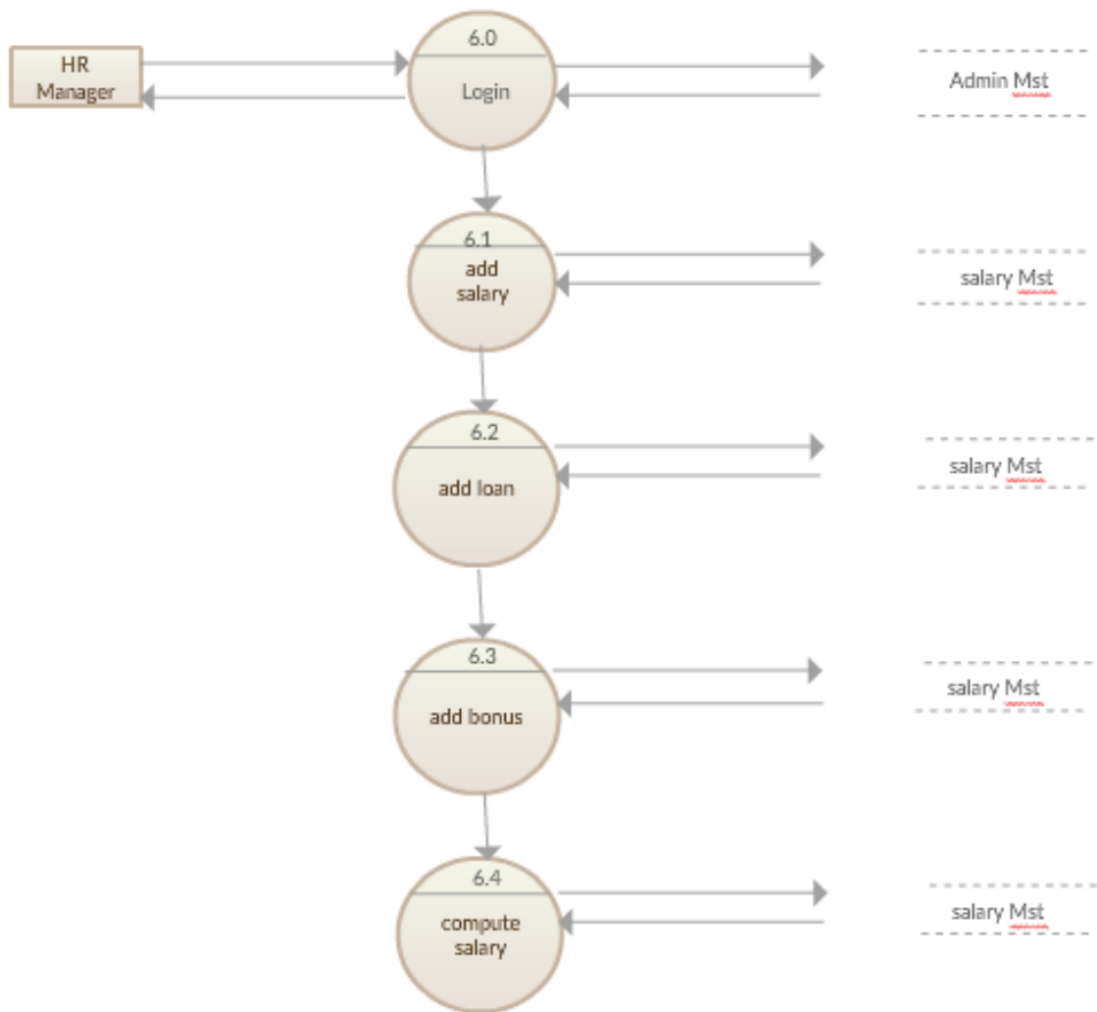 HR
Manager
6.0
Login
Admin Mst
6.1
add
salary
salary Mst
6.2
add loan
salary Mst
6.3
add bonus
salary Mst
6.4
compute
salary
salary Mst